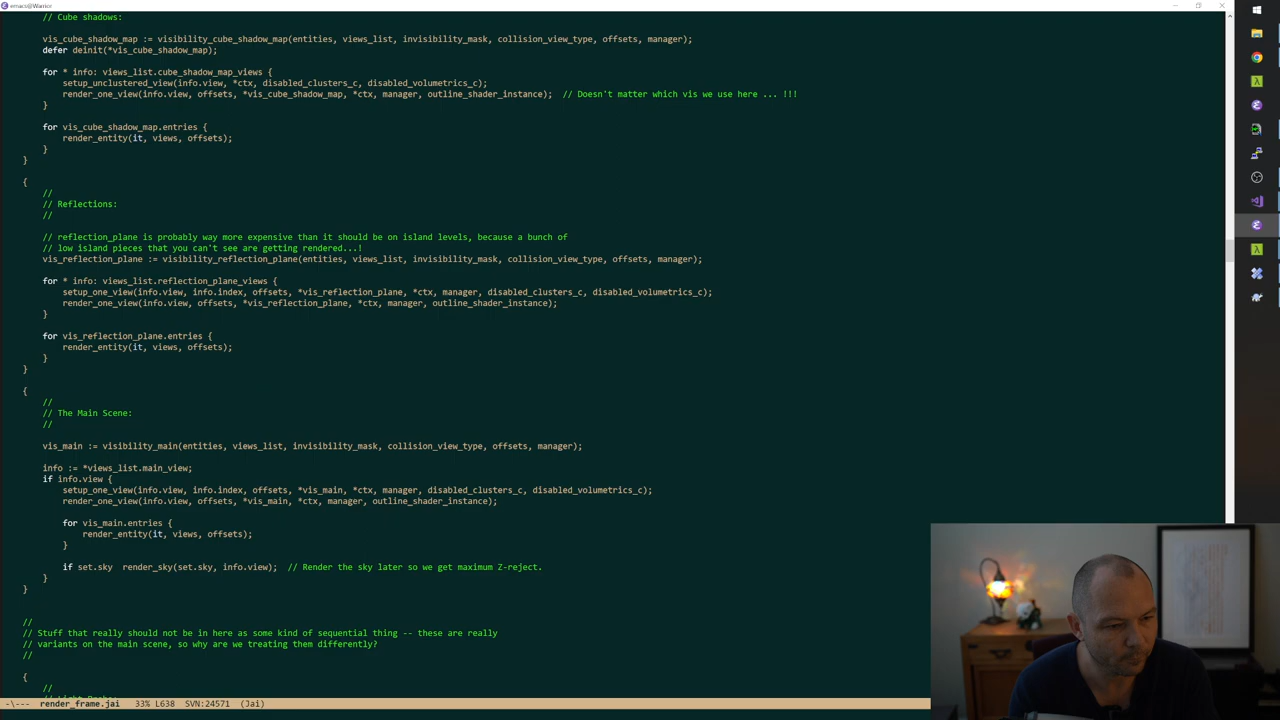 emacs@Warrior
// Cube shadows:
vis_cube_shadow_map := visibility_cube_shadow_map(entities, views_list, invisibility_mask, collision_view_type, offsets, manager);
defer deinit(*vis_cube_shadow_map);
for * info: views_list.cube_shadow_map_views {
setup_unclustered_view(info.view, *ctx, disabled_clusters_c, disabled_volumetrics_c);
render_one_view(info.view, offsets, *vis_cube_shadow_map, *ctx, manager, outline_shader_instance);  // Doesn't matter which vis we use here ... !!!
}
for vis_cube_shadow_map.entries {
render_entity(it, views, offsets);
}
}
{
//
// Reflections:
//
// reflection_plane is probably way more expensive than it should be on island levels, because a bunch of
// low island pieces that you can't see are getting rendered...!
vis_reflection_plane := visibility_reflection_plane(entities, views_list, invisibility_mask, collision_view_type, offsets, manager);
for * info: views_list.reflection_plane_views {
setup_one_view(info.view, info.index, offsets, *vis_reflection_plane, *ctx, manager, disabled_clusters_c, disabled_volumetrics_c);
render_one_view(info.view, offsets, *vis_reflection_plane, *ctx, manager, outline_shader_instance);
}
for vis_reflection_plane.entries {
render_entity(it, views, offsets);
}
}
{
//
// The Main Scene:
//
vis_main := visibility_main(entities, views_list, invisibility_mask, collision_view_type, offsets, manager);
info := *views_list.main_view;
if info.view {
setup_one_view(info.view, info.index, offsets, *vis_main, *ctx, manager, disabled_clusters_c, disabled_volumetrics_c);
render_one_view(info.view, offsets, *vis_main, *ctx, manager, outline_shader_instance);
for vis_main.entries {
render_entity(it, views, offsets);
}
if set.sky  render_sky(set.sky, info.view);  // Render the sky later so we get maximum Z-reject.
}
}
//
// Stuff that really should not be in here as some kind of sequential thing -- these are really
// variants on the main scene, so why are we treating them differently?
//
{
//
-\--- render_frame.jai 33% L638 SVN:24571 (Jai)